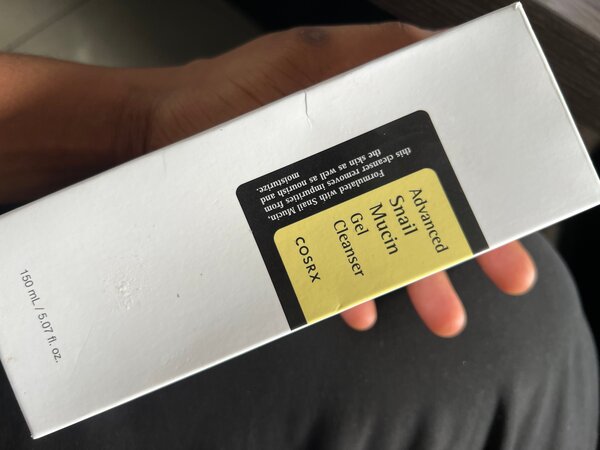 Advanced
Snail
Mucin
Gel
Cleanser
COSRX
Formulated with Snail Mucin,
this cleanser removes impurities from
the skin as well as nourish and
moisturize.
150 mL / 5.07 fl. oz.